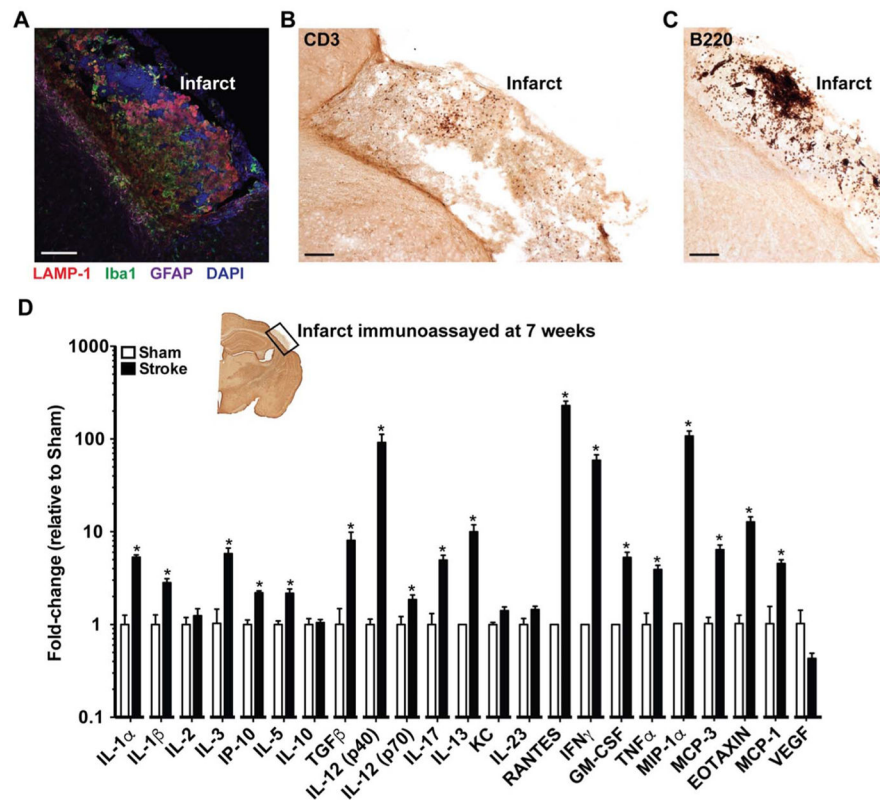 A
Infarct
LAMP-1 Iba1 GFAP DAPI
B
CD3
Infarct
C
B220
Infarct
D
Infarct immunoassayed at 7 weeks
Sham
Stroke
Fold-change (relative to Sham)
1000
100
10
1
0.1
* * * * * * * * * * * * * * * * *
IL-1α
IL-1β
IL-2
IL-3
IP-10
IL-5
IL-10
TGFβ
IL-12 (p40)
IL-12 (p70)
IL-17
IL-13
KC
IL-23
RANTES
IFNγ
GM-CSF
TNFα
MIP-1α
MCP-3
EOTAXIN
MCP-1
VEGF